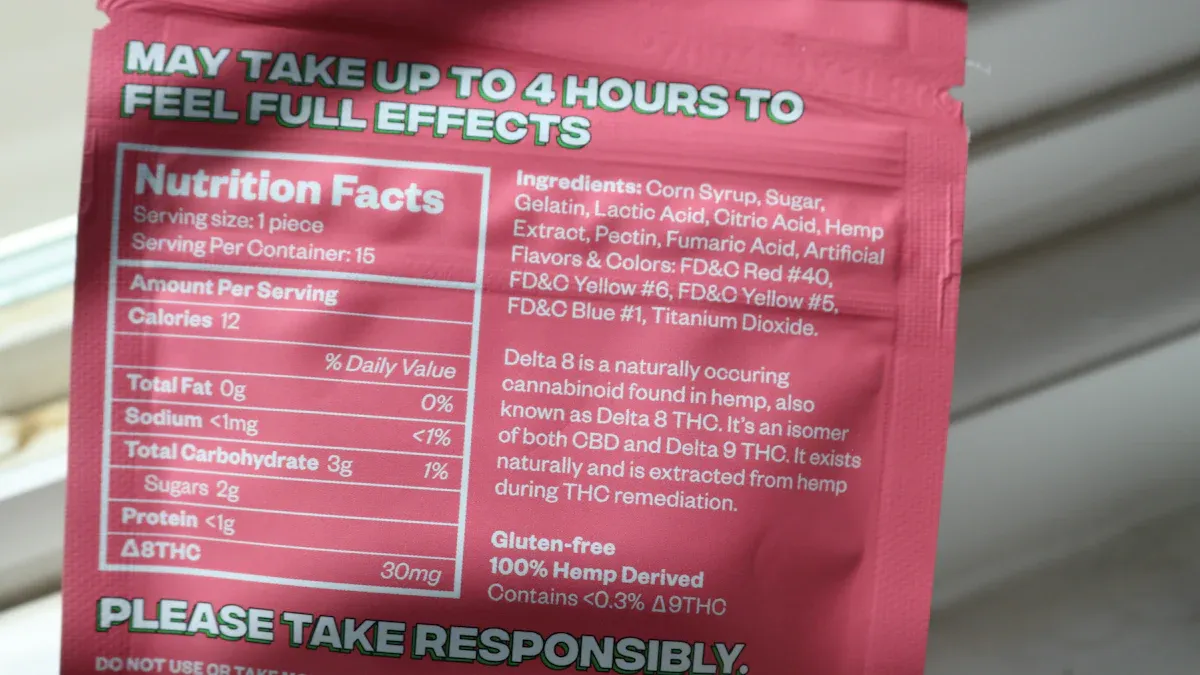 MAY TAKE UP TO 4 HOURS TO
FEEL FULL EFFECTS
Nutrition Facts
Serving size: 1 piece
Serving Per Container: 15
Amount Per Serving
Calories 12
% Daily Value
Total Fat 0g 0%
Sodium <1mg <1%
Total Carbohydrate 3g 1%
Sugars 2g
Protein <1g
Δ8THC 30mg
Ingredients: Corn Syrup, Sugar,
Gelatin, Lactic Acid, Citric Acid, Hemp
Extract, Pectin, Fumaric Acid, Artificial
Flavors & Colors: FD&C Red #40,
FD&C Yellow #6, FD&C Yellow #5,
FD&C Blue #1, Titanium Dioxide.
Delta 8 is a naturally occuring
cannabinoid found in hemp, also
known as Delta 8 THC. It's an isomer
of both CBD and Delta 9 THC. It exists
naturally and is extracted from hemp
during THC remediation.
Gluten-free
100% Hemp Derived
Contains <0.3% Δ9THC
PLEASE TAKE RESPONSIBLY.
DO NOT USE OR TAKE